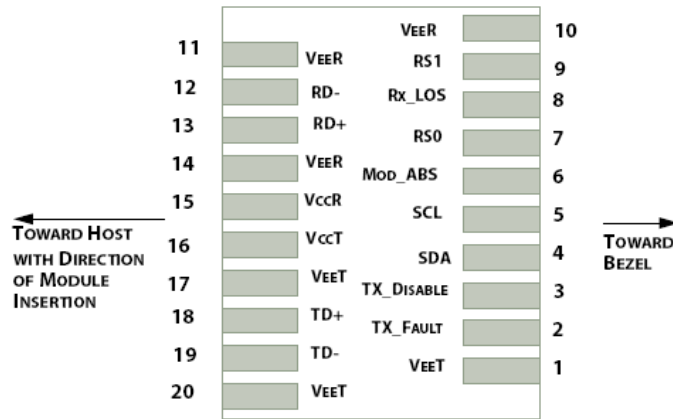 11 VEER
12 RD-
13 RD+
14 VEER
15 VCCR
16 VCCT
17 VEET
18 TD+
19 TD-
20 VEET
VEER 10
RS1 9
Rx_LOS 8
RS0 7
MOD_ABS 6
SCL 5
SDA 4
TX_DISABLE 3
TX_FAULT 2
VEET 1
TOWARD HOST
WITH DIRECTION
OF MODULE
INSERTION
TOWARD
BEZEL